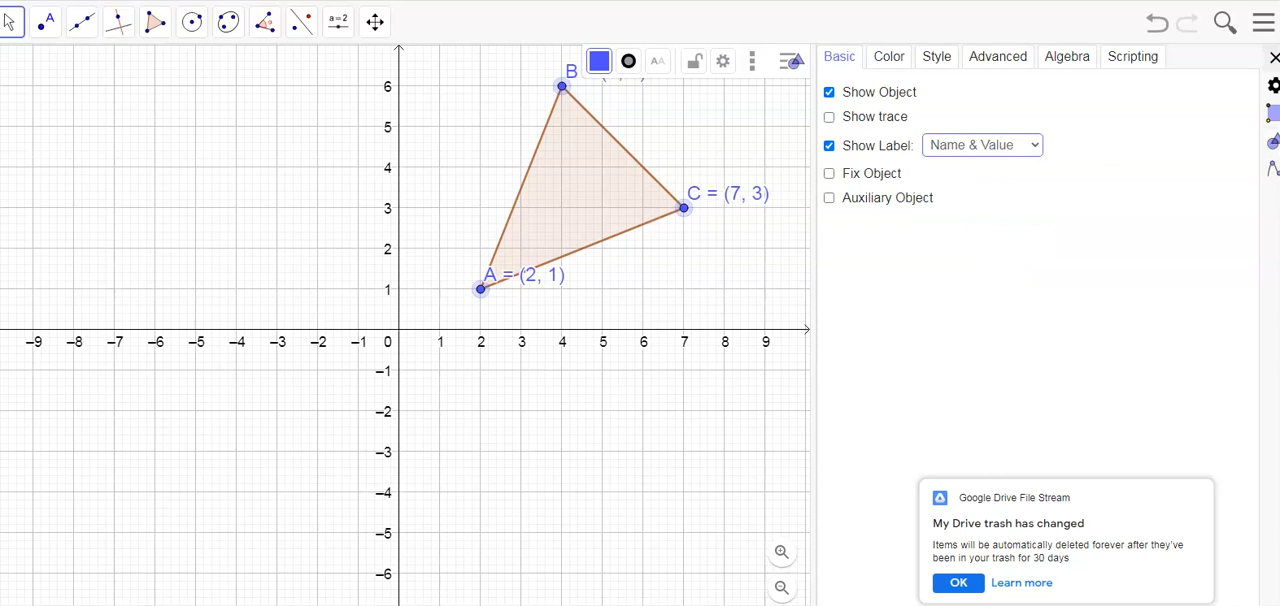 A
a=2
Basic
Color
Style
Advanced
Algebra
Scripting
AA
Show Object
Show trace
Show Label:
Name & Value
Fix Object
Auxiliary Object
B
C = (7, 3)
A = (2, 1)
6
5
4
3
2
1
−9
−8
−7
−6
−5
−4
−3
−2
−1
0
1
2
3
4
5
6
7
8
9
−1
−2
−3
−4
−5
−6
Google Drive File Stream
My Drive trash has changed
Items will be automatically deleted forever after they've
been in your trash for 30 days
OK
Learn more